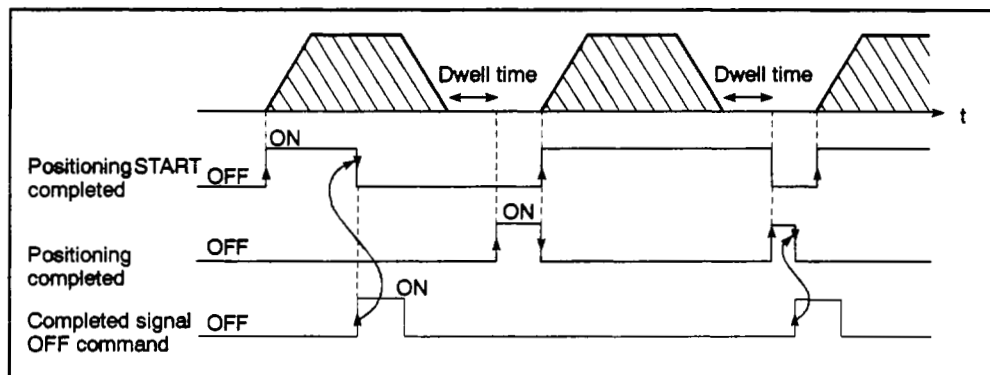 Dwell time
Dwell time
t
ON
Positioning START
completed
OFF
ON
Positioning
completed
OFF
ON
Completed signal
OFF command
OFF